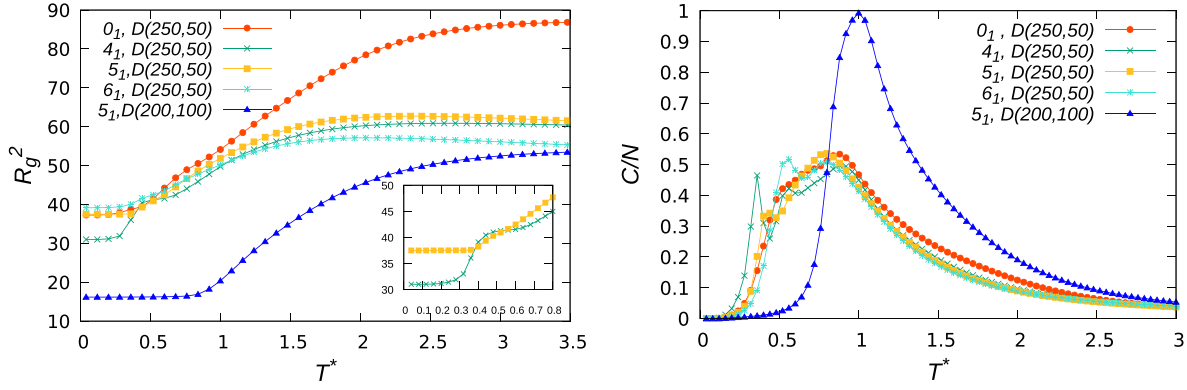 90
80
70
60
50
40
30
20
10
R_g^2
0_1, D(250,50)
4_1, D(250,50)
5_1, D(250,50)
6_1, D(250,50)
5_1,D(200,100)
50
45
40
35
30
0 0.1 0.2 0.3 0.4 0.5 0.6 0.7 0.8
0 0.5 1 1.5 2 2.5 3 3.5
T^*
1
0.9
0.8
0.7
0.6
0.5
0.4
0.3
0.2
0.1
0
C/N
0_1 , D(250,50)
4_1, D(250,50)
5_1, D(250,50)
6_1, D(250,50)
5_1, D(200,100)
0 0.5 1 1.5 2 2.5 3
T^*